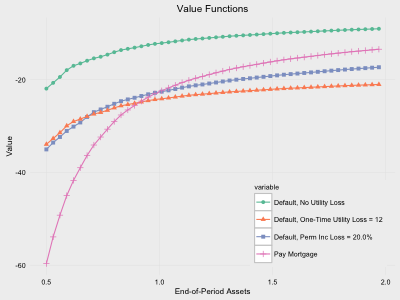 Value Functions
Value
-20
-40
-60
0.5
1.0
1.5
2.0
End-of-Period Assets
variable
Default, No Utility Loss
Default, One-Time Utility Loss = 12
Default, Perm Inc Loss = 20.0%
Pay Mortgage